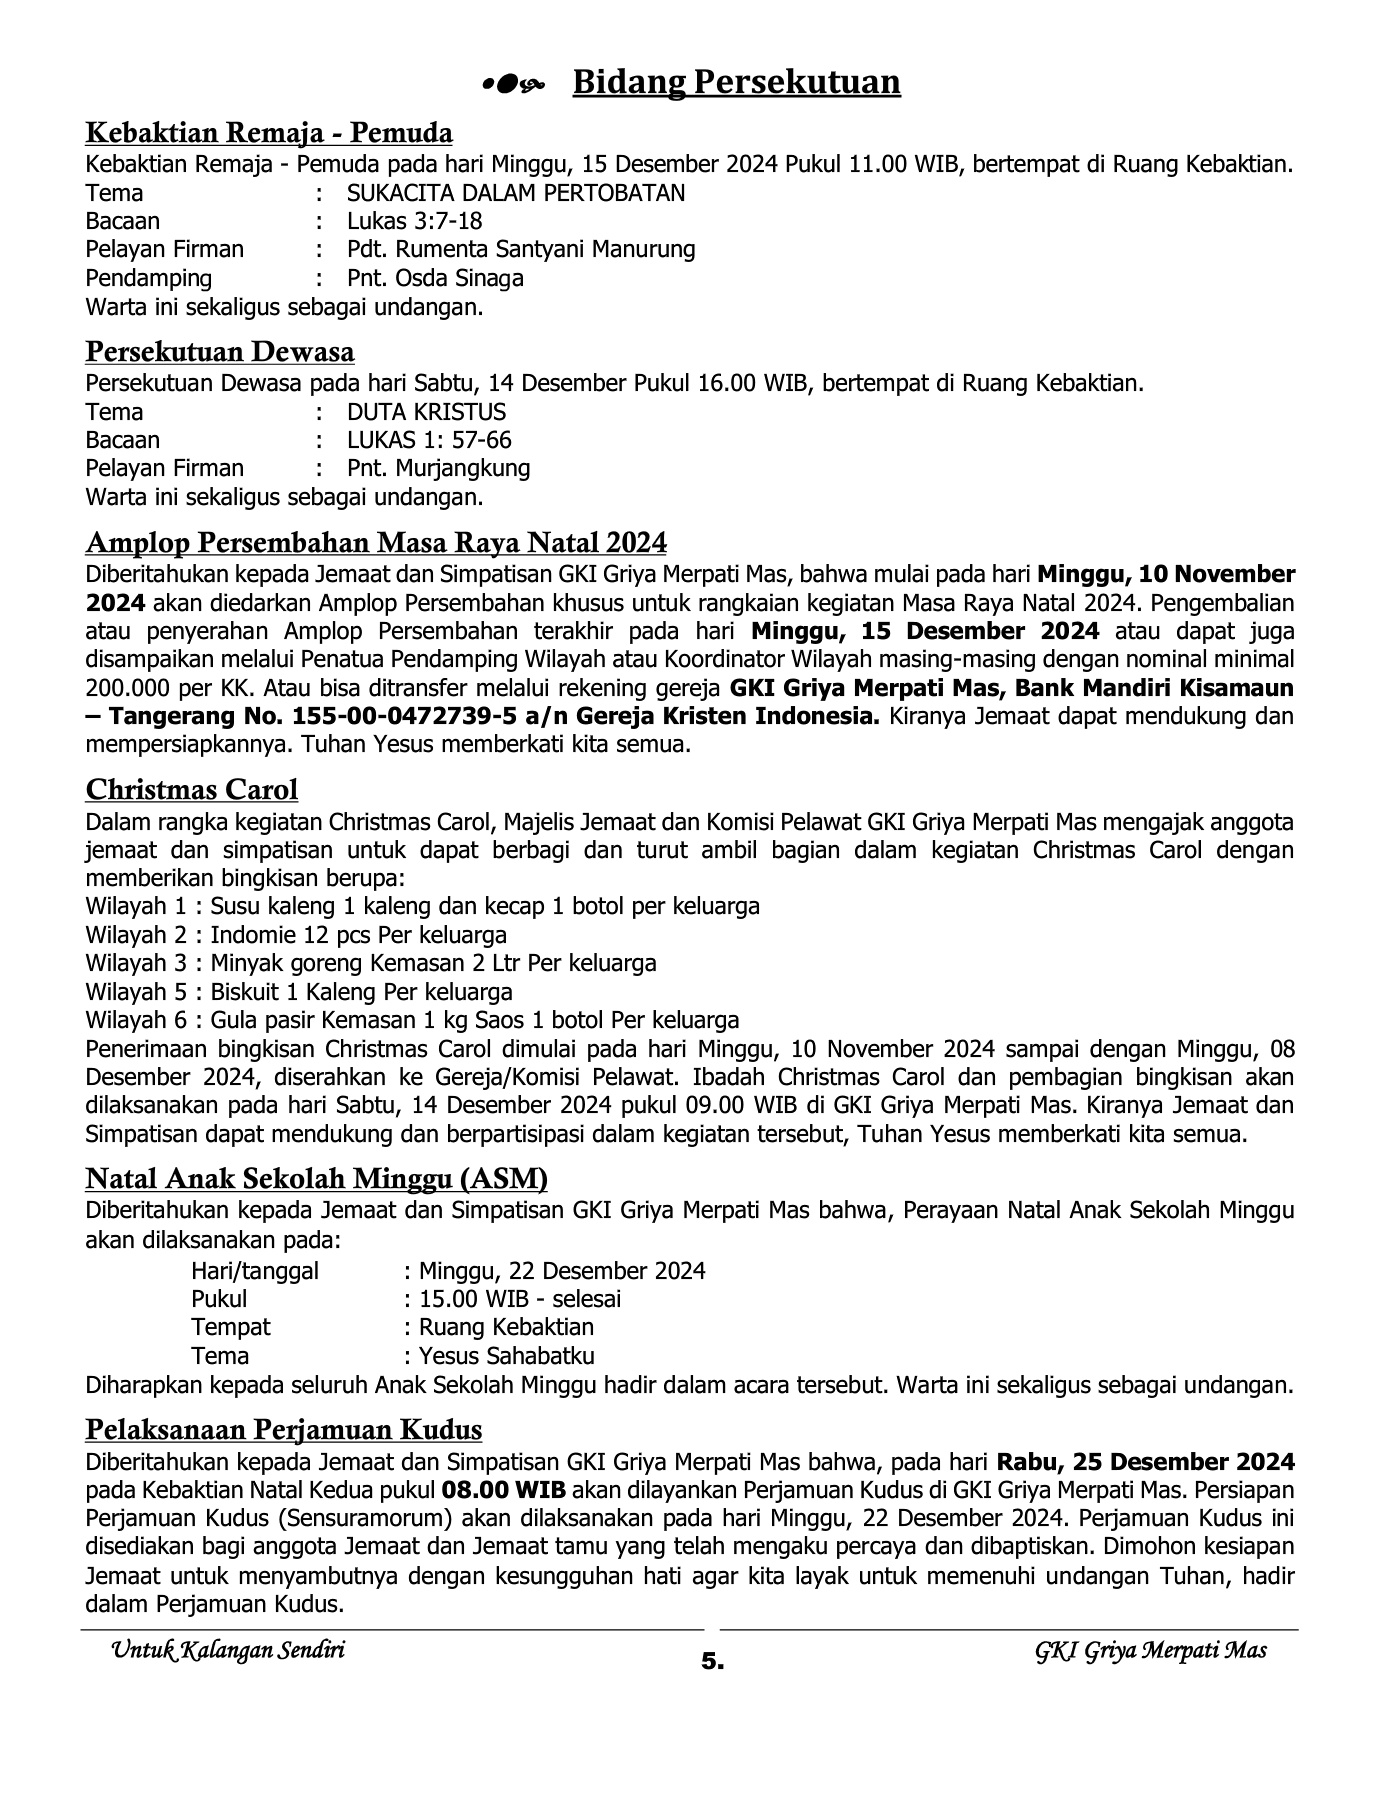 Bidang Persekutuan
Kebaktian Remaja - Pemuda
Kebaktian Remaja - Pemuda pada hari Minggu, 15 Desember 2024 Pukul 11.00 WIB, bertempat di Ruang Kebaktian.
Tema : SUKACITA DALAM PERTOBATAN
Bacaan : Lukas 3:7-18
Pelayan Firman : Pdt. Rumenta Santyani Manurung
Pendamping : Pnt. Osda Sinaga
Warta ini sekaligus sebagai undangan.
Persekutuan Dewasa
Persekutuan Dewasa pada hari Sabtu, 14 Desember Pukul 16.00 WIB, bertempat di Ruang Kebaktian.
Tema : DUTA KRISTUS
Bacaan : LUKAS 1: 57-66
Pelayan Firman : Pnt. Murjangkung
Warta ini sekaligus sebagai undangan.
Amplop Persembahan Masa Raya Natal 2024
Diberitahukan kepada Jemaat dan Simpatisan GKI Griya Merpati Mas, bahwa mulai pada hari Minggu, 10 November
2024 akan diedarkan Amplop Persembahan khusus untuk rangkaian kegiatan Masa Raya Natal 2024. Pengembalian
atau penyerahan Amplop Persembahan terakhir pada hari Minggu, 15 Desember 2024 atau dapat juga
disampaikan melalui Penatua Pendamping Wilayah atau Koordinator Wilayah masing-masing dengan nominal minimal
200.000 per KK. Atau bisa ditransfer melalui rekening gereja GKI Griya Merpati Mas, Bank Mandiri Kisamaun
– Tangerang No. 155-00-0472739-5 a/n Gereja Kristen Indonesia. Kiranya Jemaat dapat mendukung dan
mempersiapkannya. Tuhan Yesus memberkati kita semua.
Christmas Carol
Dalam rangka kegiatan Christmas Carol, Majelis Jemaat dan Komisi Pelawat GKI Griya Merpati Mas mengajak anggota
jemaat dan simpatisan untuk dapat berbagi dan turut ambil bagian dalam kegiatan Christmas Carol dengan
memberikan bingkisan berupa:
Wilayah 1 : Susu kaleng 1 kaleng dan kecap 1 botol per keluarga
Wilayah 2 : Indomie 12 pcs Per keluarga
Wilayah 3 : Minyak goreng Kemasan 2 Ltr Per keluarga
Wilayah 5 : Biskuit 1 Kaleng Per keluarga
Wilayah 6 : Gula pasir Kemasan 1 kg Saos 1 botol Per keluarga
Penerimaan bingkisan Christmas Carol dimulai pada hari Minggu, 10 November 2024 sampai dengan Minggu, 08
Desember 2024, diserahkan ke Gereja/Komisi Pelawat. Ibadah Christmas Carol dan pembagian bingkisan akan
dilaksanakan pada hari Sabtu, 14 Desember 2024 pukul 09.00 WIB di GKI Griya Merpati Mas. Kiranya Jemaat dan
Simpatisan dapat mendukung dan berpartisipasi dalam kegiatan tersebut, Tuhan Yesus memberkati kita semua.
Natal Anak Sekolah Minggu (ASM)
Diberitahukan kepada Jemaat dan Simpatisan GKI Griya Merpati Mas bahwa, Perayaan Natal Anak Sekolah Minggu
akan dilaksanakan pada:
Hari/tanggal : Minggu, 22 Desember 2024
Pukul : 15.00 WIB - selesai
Tempat : Ruang Kebaktian
Tema : Yesus Sahabatku
Diharapkan kepada seluruh Anak Sekolah Minggu hadir dalam acara tersebut. Warta ini sekaligus sebagai undangan.
Pelaksanaan Perjamuan Kudus
Diberitahukan kepada Jemaat dan Simpatisan GKI Griya Merpati Mas bahwa, pada hari Rabu, 25 Desember 2024
pada Kebaktian Natal Kedua pukul 08.00 WIB akan dilayankan Perjamuan Kudus di GKI Griya Merpati Mas. Persiapan
Perjamuan Kudus (Sensuramorum) akan dilaksanakan pada hari Minggu, 22 Desember 2024. Perjamuan Kudus ini
disediakan bagi anggota Jemaat dan Jemaat tamu yang telah mengaku percaya dan dibaptiskan. Dimohon kesiapan
Jemaat untuk menyambutnya dengan kesungguhan hati agar kita layak untuk memenuhi undangan Tuhan, hadir
dalam Perjamuan Kudus.
Untuk Kalangan Sendiri
5.
GKI Griya Merpati Mas